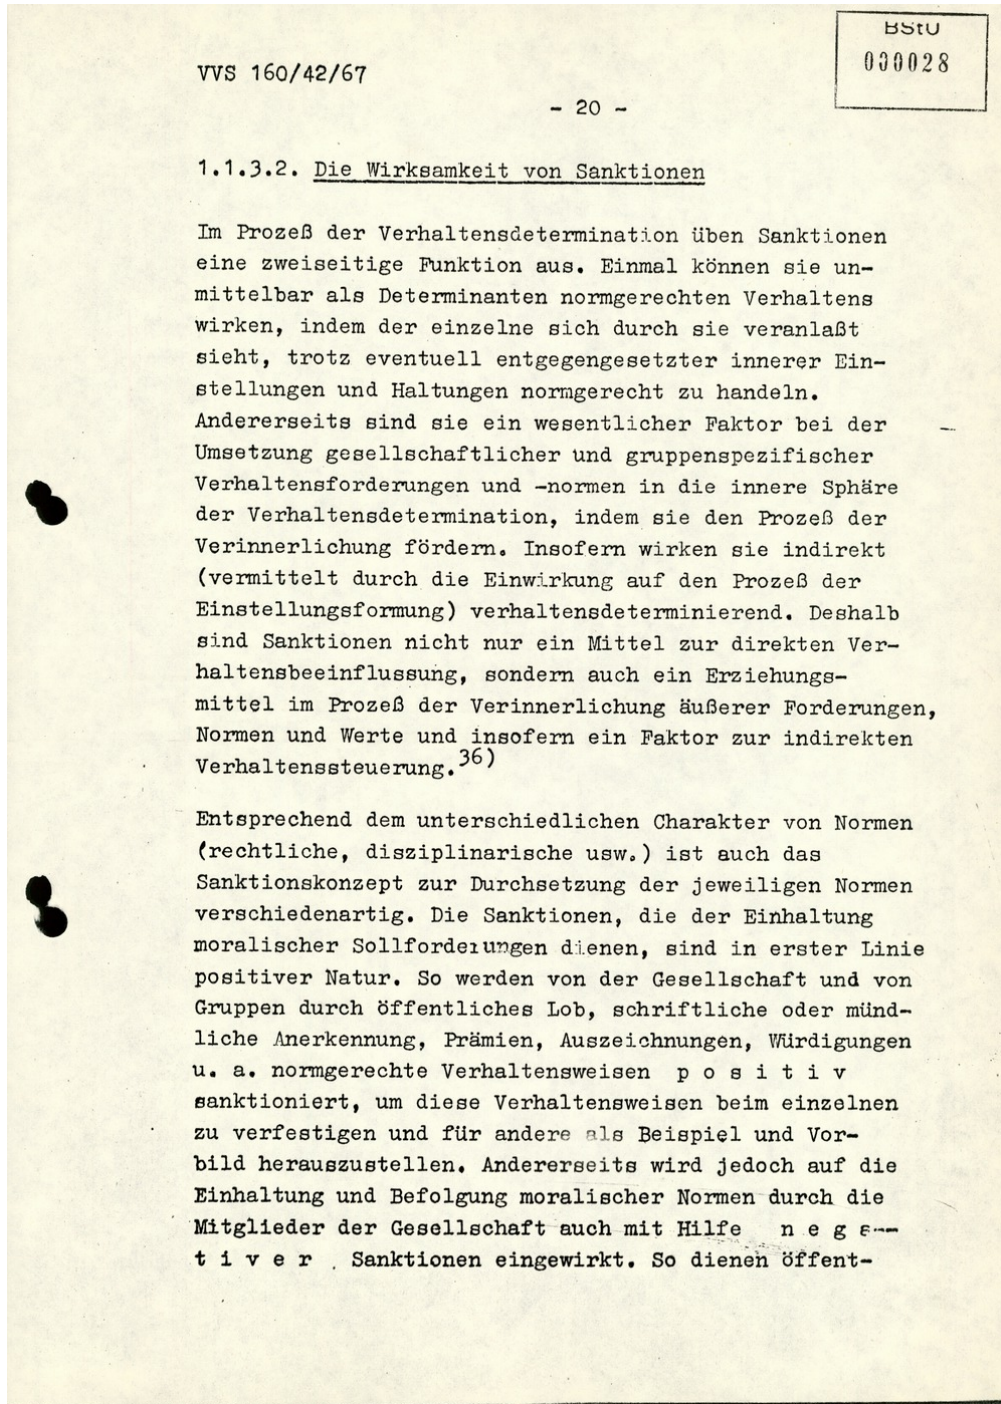 BStU
000028
VVS 160/42/67
- 20 -
1.1.3.2. Die Wirksamkeit von Sanktionen
Im Prozeß der Verhaltensdetermination üben Sanktionen
eine zweiseitige Funktion aus. Einmal können sie un-
mittelbar als Determinanten normgerechten Verhaltens
wirken, indem der einzelne sich durch sie veranlaßt
sieht, trotz eventuell entgegengesetzter innerer Ein-
stellungen und Haltungen normgerecht zu handeln.
Andererseits sind sie ein wesentlicher Faktor bei der
Umsetzung gesellschaftlicher und gruppenspezifischer
Verhaltensforderungen und -normen in die innere Sphäre
der Verhaltensdetermination, indem sie den Prozeß der
Verinnerlichung fördern. Insofern wirken sie indirekt
(vermittelt durch die Einwirkung auf den Prozeß der
Einstellungsformung) verhaltensdeterminierend. Deshalb
sind Sanktionen nicht nur ein Mittel zur direkten Ver-
haltensbeeinflussung, sondern auch ein Erziehungs-
mittel im Prozeß der Verinnerlichung äußerer Forderungen,
Normen und Werte und insofern ein Faktor zur indirekten
Verhaltenssteuerung.36)
Entsprechend dem unterschiedlichen Charakter von Normen
(rechtliche, disziplinarische usw.) ist auch das
Sanktionskonzept zur Durchsetzung der jeweiligen Normen
verschiedenartig. Die Sanktionen, die der Einhaltung
moralischer Sollforderungen dienen, sind in erster Linie
positiver Natur. So werden von der Gesellschaft und von
Gruppen durch öffentliches Lob, schriftliche oder münd-
liche Anerkennung, Prämien, Auszeichnungen, Würdigungen
u. a. normgerechte Verhaltensweisen p o s i t i v
sanktioniert, um diese Verhaltensweisen beim einzelnen
zu verfestigen und für andere als Beispiel und Vor-
bild herauszustellen. Andererseits wird jedoch auf die
Einhaltung und Befolgung moralischer Normen durch die
Mitglieder der Gesellschaft auch mit Hilfe n e g a -
t i v e r Sanktionen eingewirkt. So dienen öffent-